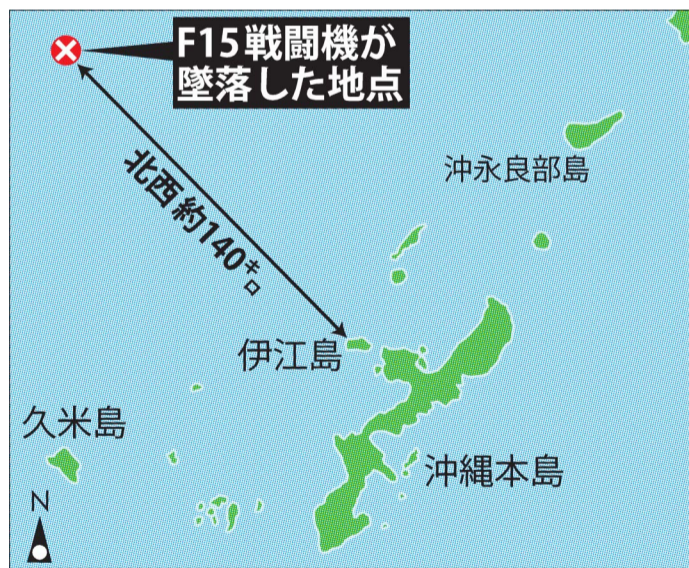 F15戦闘機が
墜落した地点
沖永良部島
北西約140㌔
伊江島
久米島
沖縄本島
N